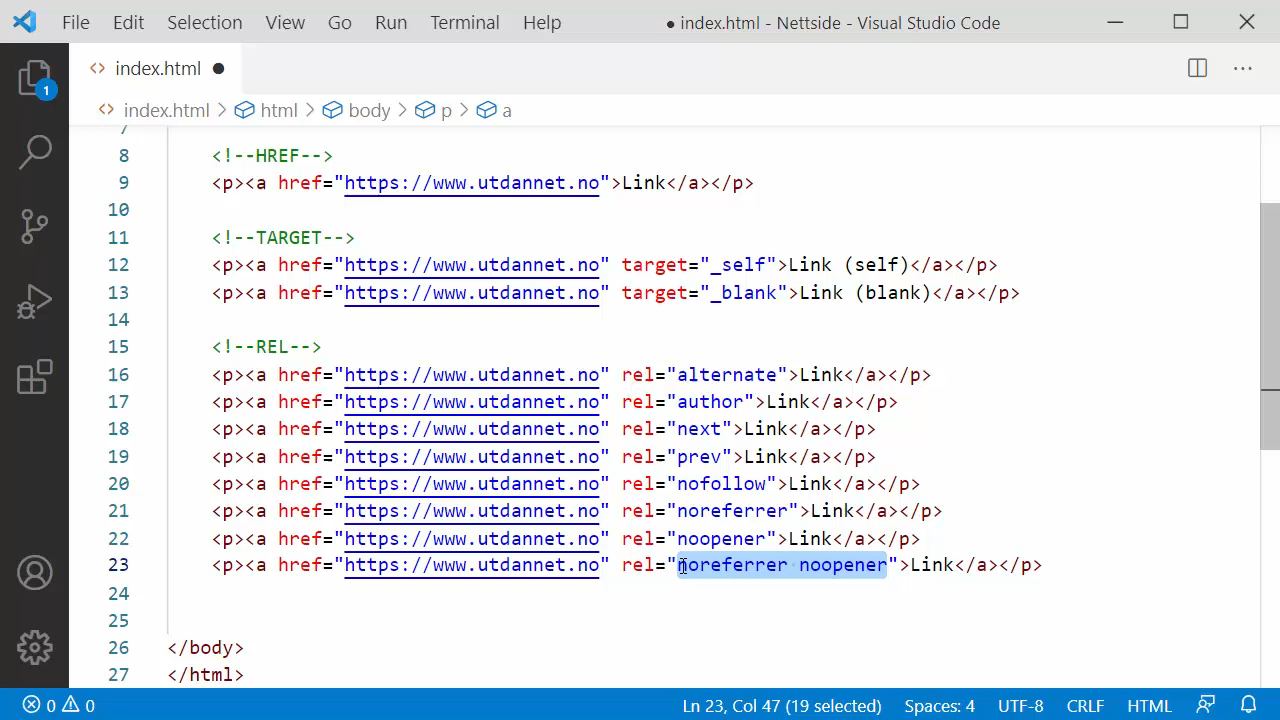 File Edit Selection View Go Run Terminal Help ● index.html - Nettside - Visual Studio Code
<> index.html ●
1
<> index.html > html > body > p > a
7
8 <!--HREF-->
9 <p><a href="https://www.utdannet.no">Link</a></p>
10
11 <!--TARGET-->
12 <p><a href="https://www.utdannet.no" target="_self">Link (self)</a></p>
13 <p><a href="https://www.utdannet.no" target="_blank">Link (blank)</a></p>
14
15 <!--REL-->
16 <p><a href="https://www.utdannet.no" rel="alternate">Link</a></p>
17 <p><a href="https://www.utdannet.no" rel="author">Link</a></p>
18 <p><a href="https://www.utdannet.no" rel="next">Link</a></p>
19 <p><a href="https://www.utdannet.no" rel="prev">Link</a></p>
20 <p><a href="https://www.utdannet.no" rel="nofollow">Link</a></p>
21 <p><a href="https://www.utdannet.no" rel="noreferrer">Link</a></p>
22 <p><a href="https://www.utdannet.no" rel="noopener">Link</a></p>
23 <p><a href="https://www.utdannet.no" rel="noreferrer noopener">Link</a></p>
24
25
26 </body>
27 </html>
0 0 Ln 23, Col 47 (19 selected) Spaces: 4 UTF-8 CRLF HTML